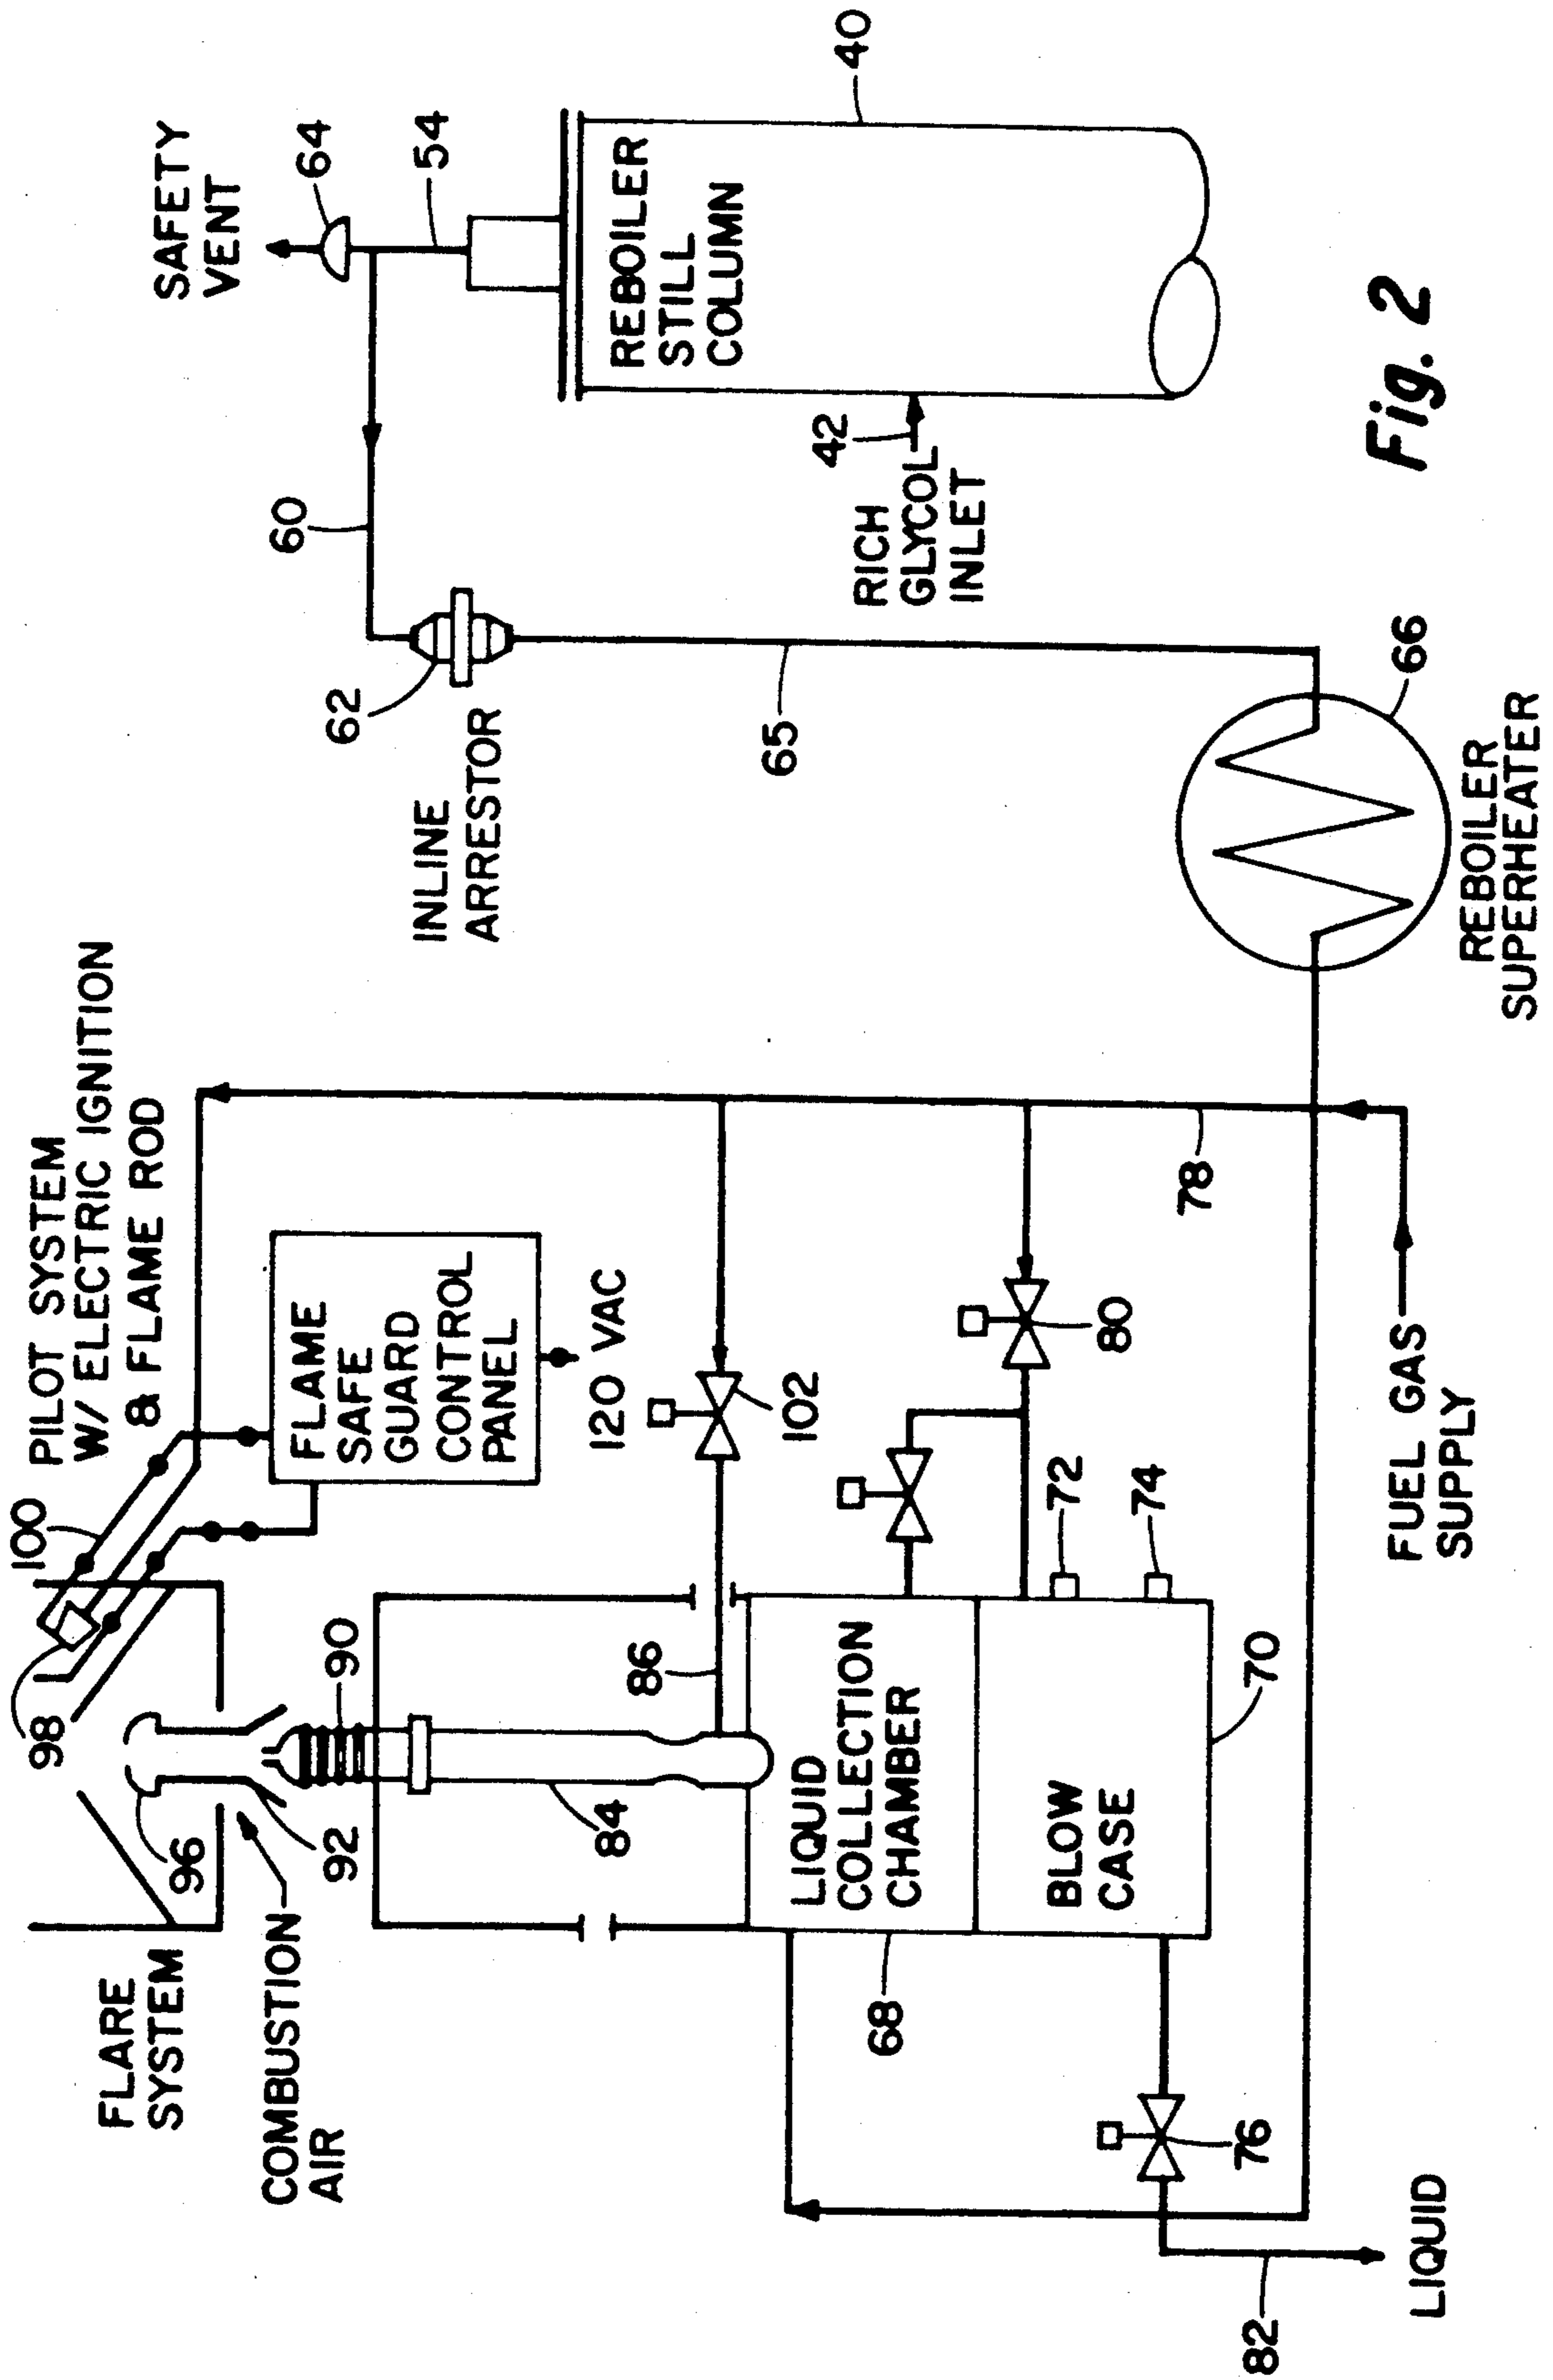 PILOT SYSTEM
W/ ELECTRIC IGNITION
& FLAME ROD
100
98
96
FLARE
SYSTEM
COMBUSTION
AIR
92
90
84
86
FLAME
SAFE
GUARD
CONTROL
PANEL
120 VAC
102
80
78
LIQUID
COLLECTION
CHAMBER
68
BLOW
CASE
72
74
70
76
82
LIQUID
FUEL GAS
SUPPLY
SAFETY
VENT
64
54
60
62
INLINE
ARRESTOR
65
REBOILER
STILL
COLUMN
40
42
RICH
GLYCOL
INLET
66
REBOILER
SUPERHEATER
Fig. 2